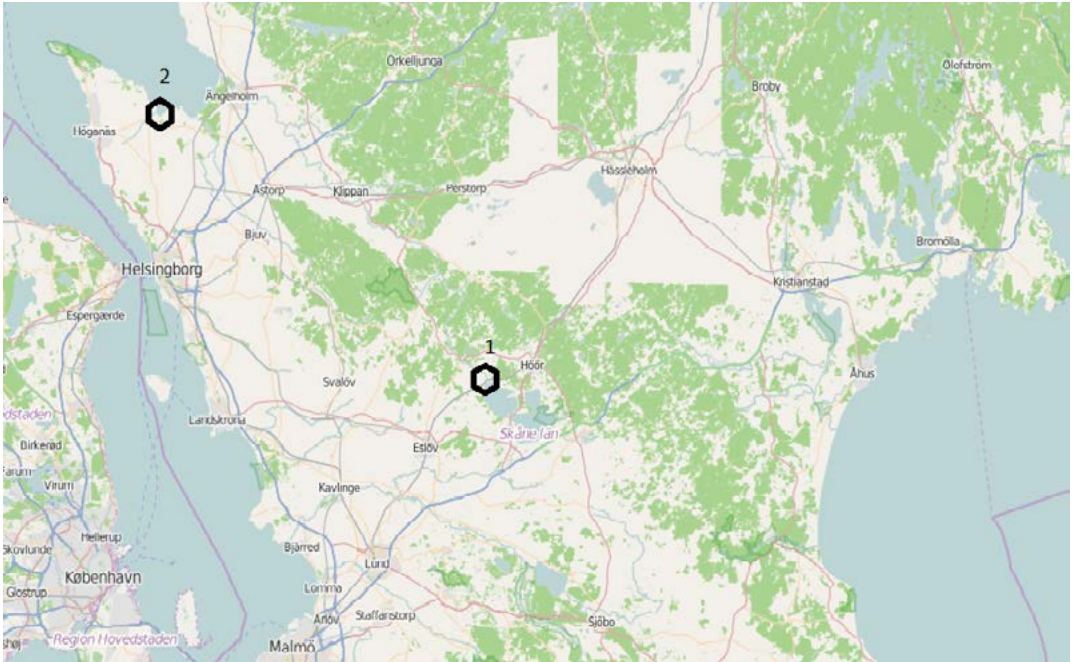 2
Örkelljunga
Olofström
Ängelholm
Broby
Höganäs
Hässleholm
Åstorp
Klippan
Perstorp
Bjuv
Bromölla
Helsingborg
Kristianstad
Espergærde
1
Höör
Åhus
Svalöv
Landskrona
Skåne län
Dirkerød
Eslöv
Farum
Virum
Kävlinge
Hellerup
Bjärred
København
Lund
Glostrup
Lomma
Staffanstorp
Arlöv
Sjöbo
Region Hovedstaden
Malmö